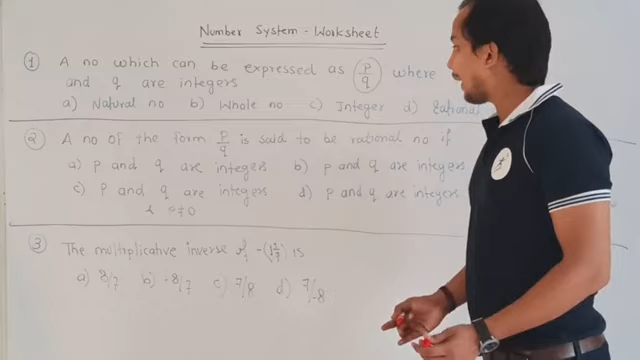 Number System - Worksheet
① A no which can be expressed as p/q where
and q are integers
a) Natural no b) Whole no c) Integer d) Rational
② A no of the form p/q is said to be rational no if
a) p and q are integers b) p and q are integers
c) p and q are integers d) p and q are integers
& p≠0
③ The multiplicative inverse of is
a) 8/7 b) -8/7 c) 7/8 d) 7/-8